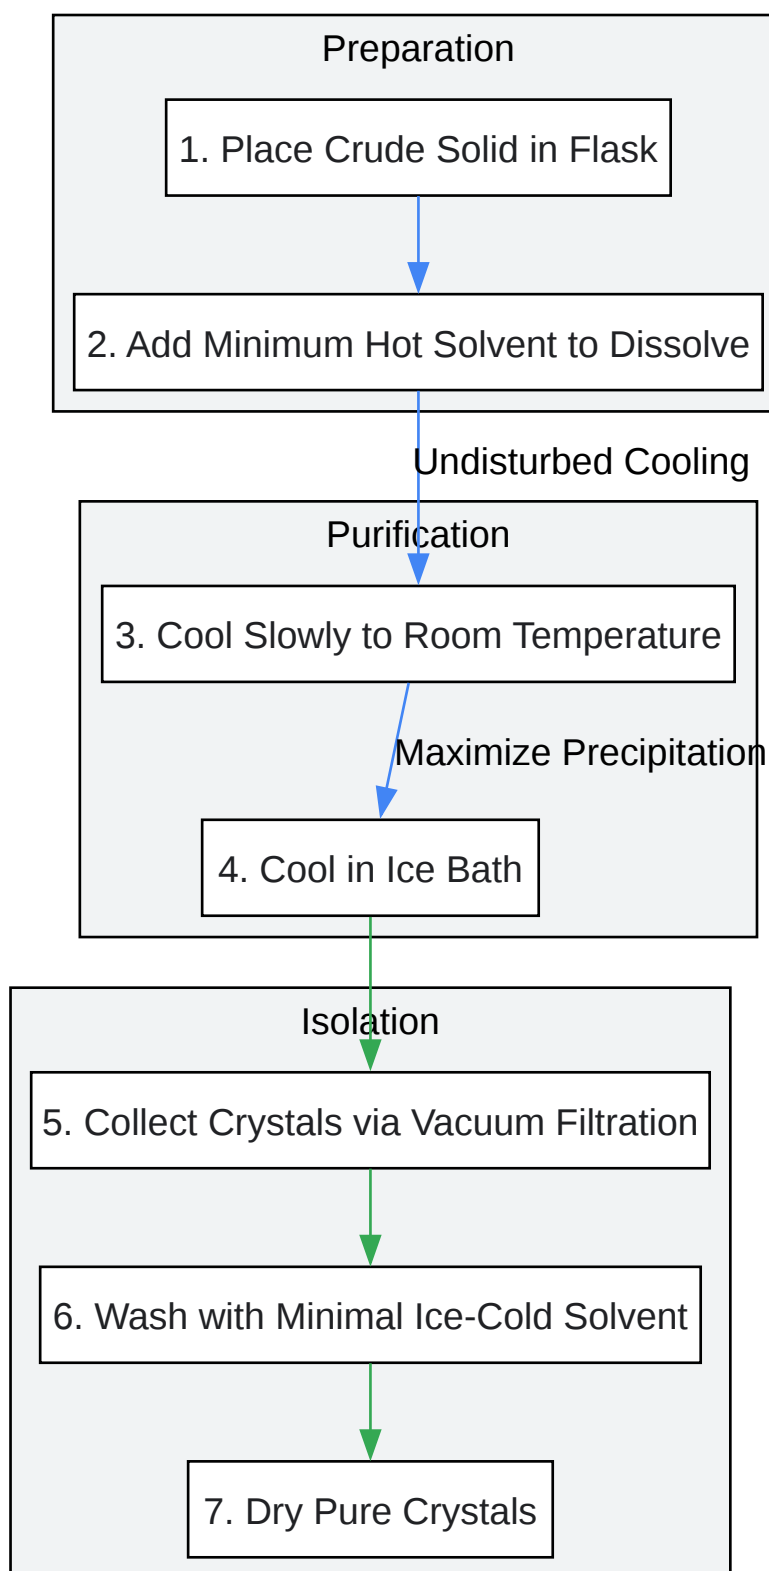 Preparation
1. Place Crude Solid in Flask
2. Add Minimum Hot Solvent to Dissolve
Undisturbed Cooling
Purification
3. Cool Slowly to Room Temperature
Maximize Precipitation
4. Cool in Ice Bath
Isolation
5. Collect Crystals via Vacuum Filtration
6. Wash with Minimal Ice-Cold Solvent
7. Dry Pure Crystals